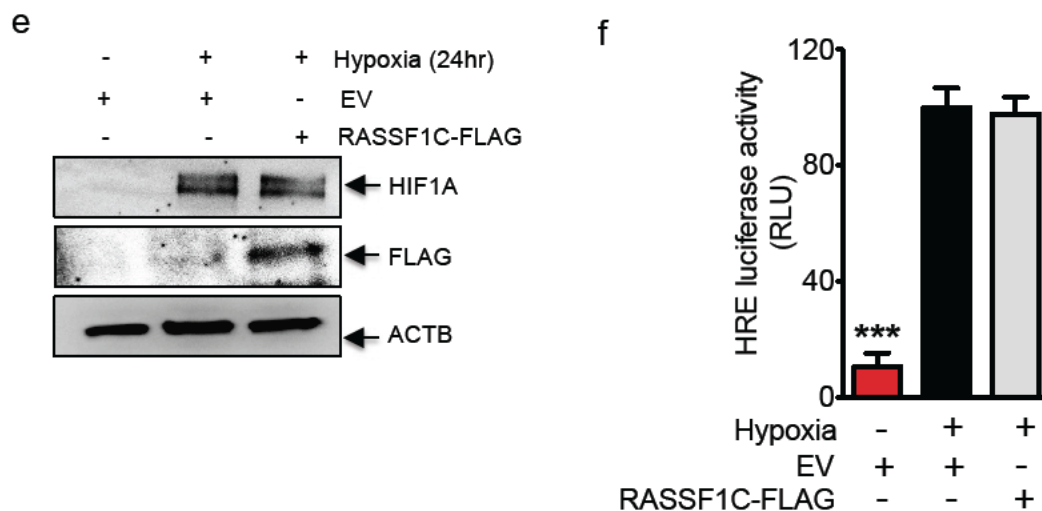 e
- + + Hypoxia (24hr)
+ + - EV
- - + RASSF1C-FLAG
HIF1A
FLAG
ACTB
f
HRE luciferase activity
(RLU)
120
80
40
0
***
Hypoxia - + +
EV + + -
RASSF1C-FLAG - - +